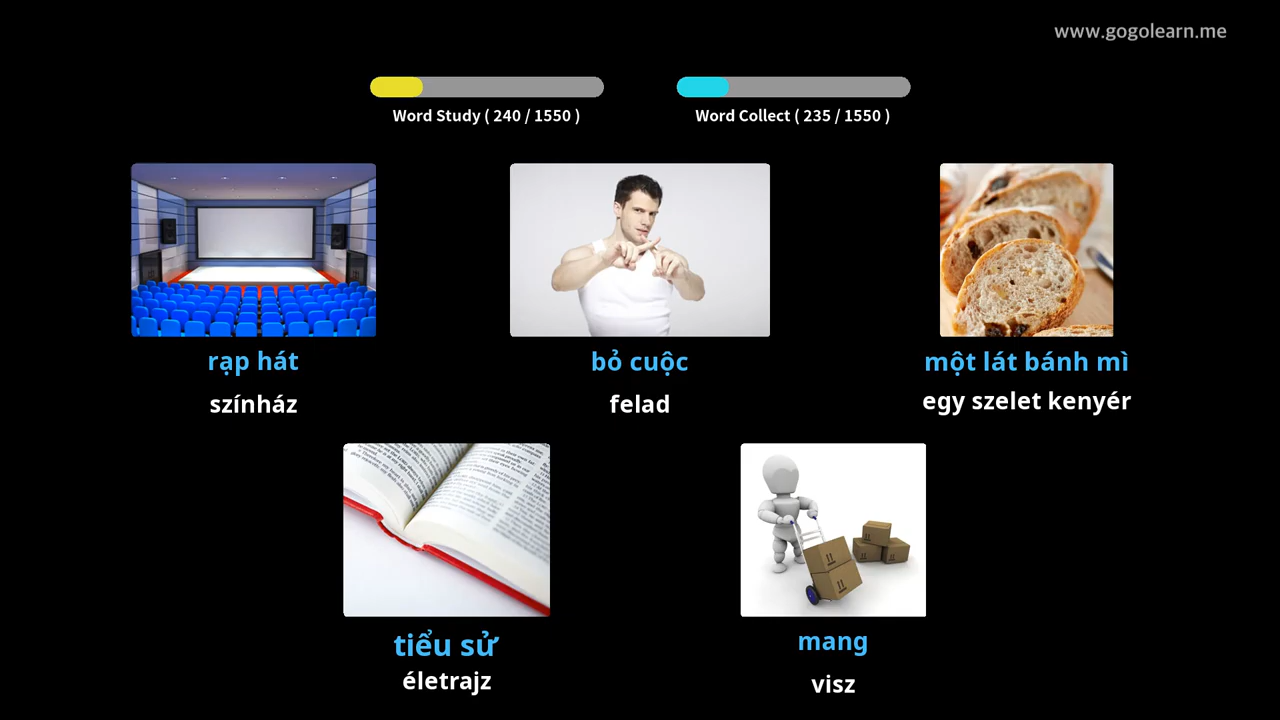 www.gogolearn.me
Word Study ( 240 / 1550 )
Word Collect ( 235 / 1550 )
rạp hát
színház
bỏ cuộc
felad
một lát bánh mì
egy szelet kenyér
tiểu sử
életrajz
mang
visz